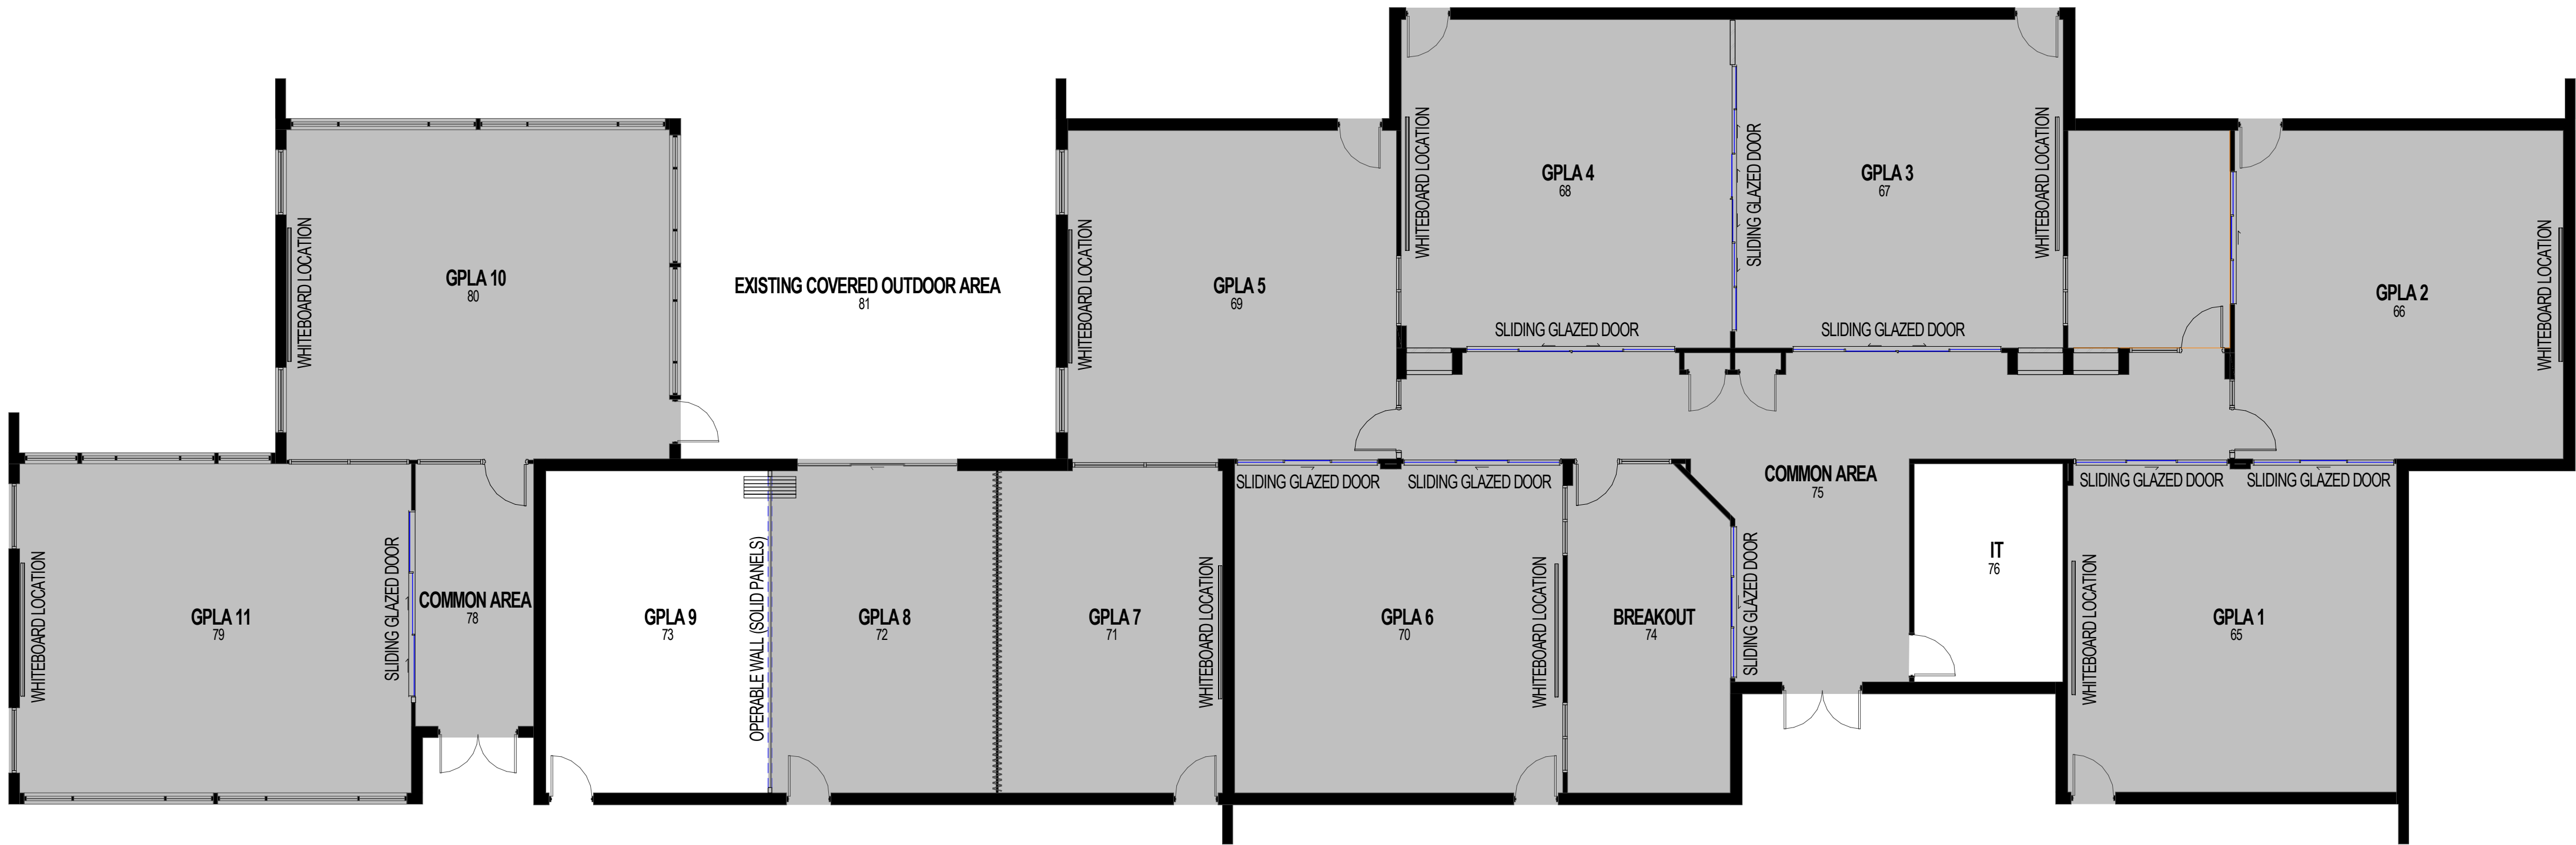 GPLA 4
68
GPLA 3
67
WHITEBOARD LOCATION
SLIDING GLAZED DOOR
WHITEBOARD LOCATION
SLIDING GLAZED DOOR
SLIDING GLAZED DOOR
GPLA 10
80
WHITEBOARD LOCATION
EXISTING COVERED OUTDOOR AREA
81
GPLA 5
69
WHITEBOARD LOCATION
GPLA 2
66
WHITEBOARD LOCATION
GPLA 11
79
WHITEBOARD LOCATION
SLIDING GLAZED DOOR
COMMON AREA
78
GPLA 9
73
OPERABLE WALL (SOLID PANELS)
GPLA 8
72
GPLA 7
71
WHITEBOARD LOCATION
SLIDING GLAZED DOOR
SLIDING GLAZED DOOR
GPLA 6
70
WHITEBOARD LOCATION
BREAKOUT
74
SLIDING GLAZED DOOR
COMMON AREA
75
IT
76
SLIDING GLAZED DOOR
SLIDING GLAZED DOOR
WHITEBOARD LOCATION
GPLA 1
65